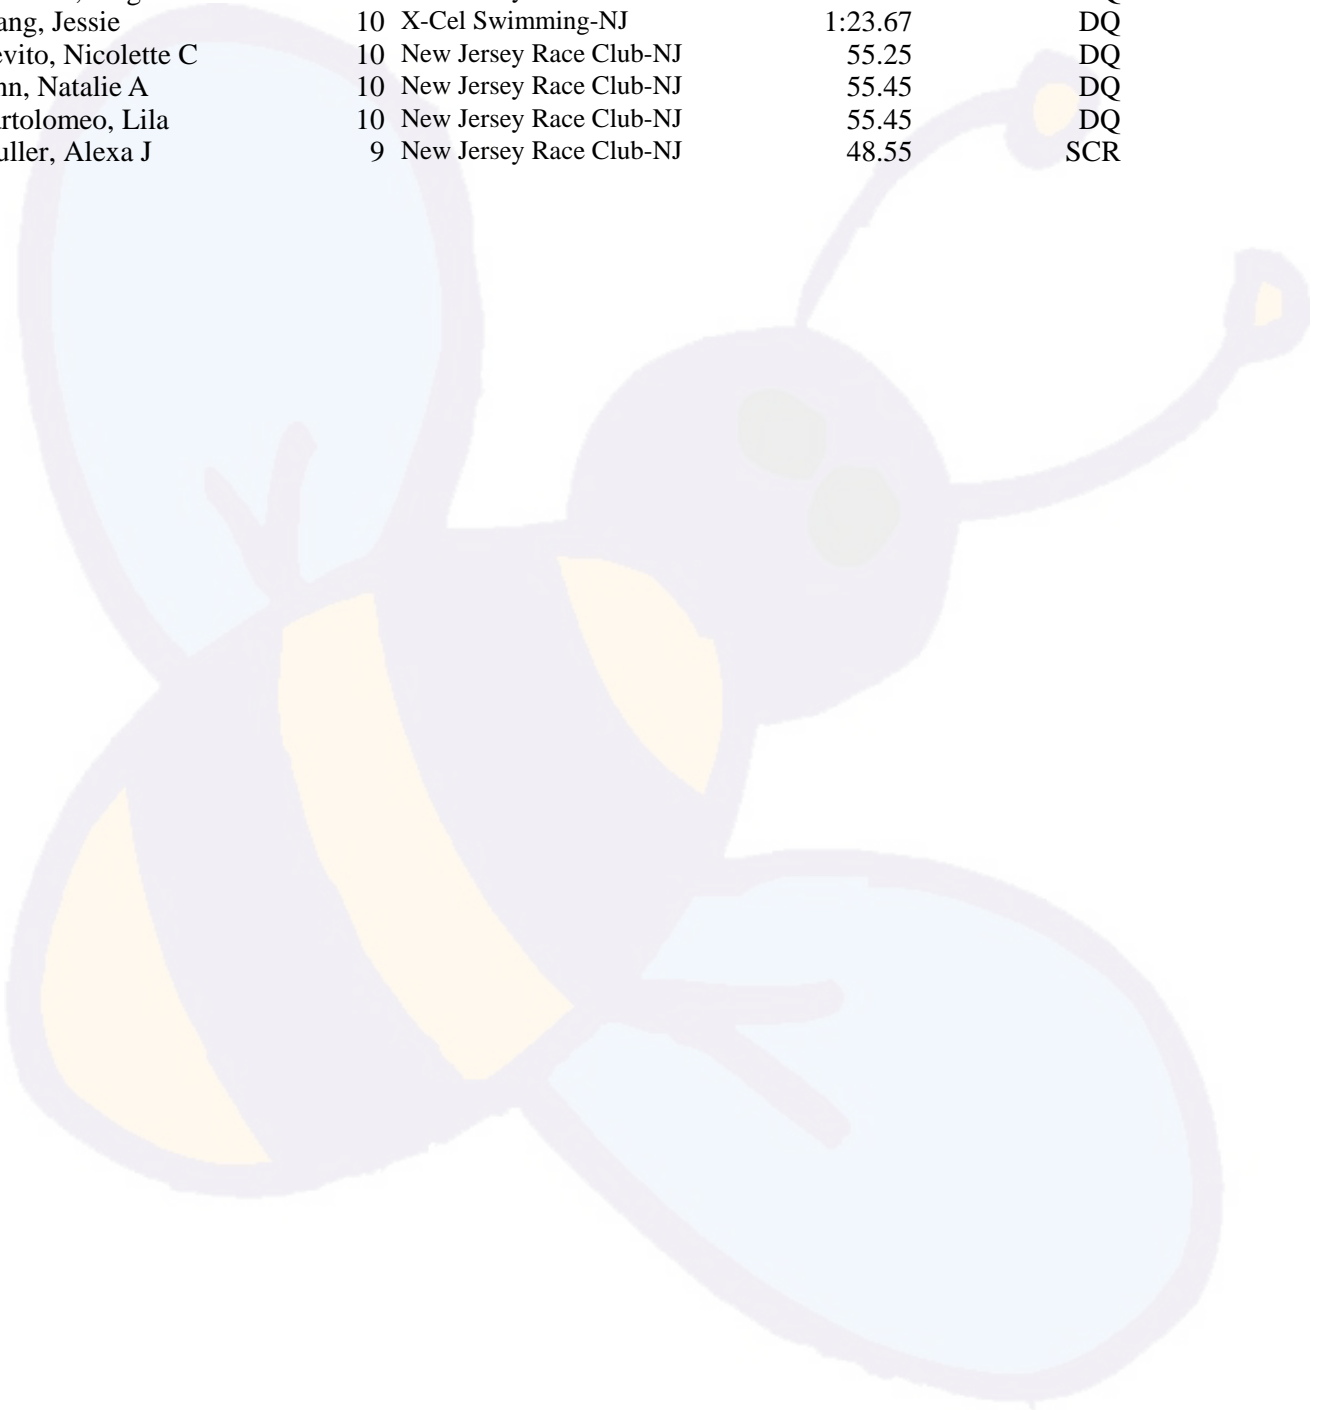 ang, Jessie 10 X-Cel Swimming-NJ 1:23.67 DQ
evito, Nicolette C 10 New Jersey Race Club-NJ 55.25 DQ
nn, Natalie A 10 New Jersey Race Club-NJ 55.45 DQ
artolomeo, Lila 10 New Jersey Race Club-NJ 55.45 DQ
uller, Alexa J 9 New Jersey Race Club-NJ 48.55 SCR